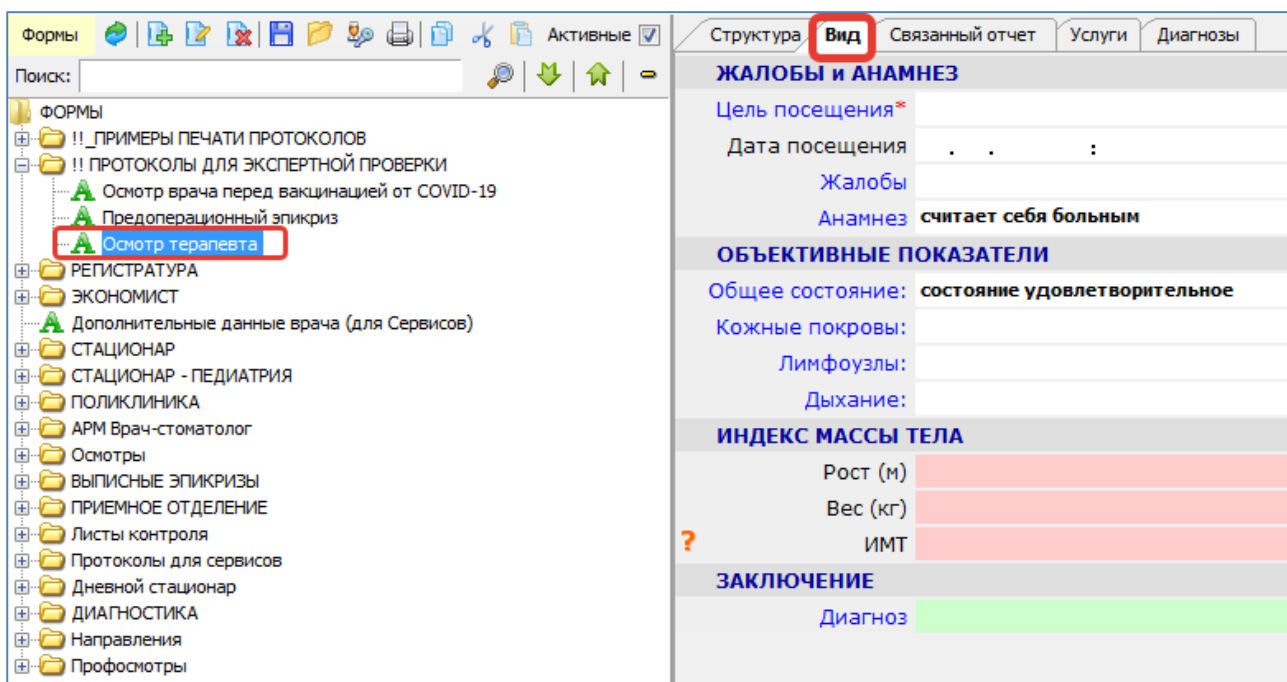 Формы Активные
Поиск:
ФОРМЫ
!!_ПРИМЕРЫ ПЕЧАТИ ПРОТОКОЛОВ
!! ПРОТОКОЛЫ ДЛЯ ЭКСПЕРТНОЙ ПРОВЕРКИ
Осмотр врача перед вакцинацией от COVID-19
Предоперационный эпикриз
Осмотр терапевта
РЕГИСТРАТУРА
ЭКОНОМИСТ
Дополнительные данные врача (для Сервисов)
СТАЦИОНАР
СТАЦИОНАР - ПЕДИАТРИЯ
ПОЛИКЛИНИКА
АРМ Врач-стоматолог
Осмотры
ВЫПИСНЫЕ ЭПИКРИЗЫ
ПРИЕМНОЕ ОТДЕЛЕНИЕ
Листы контроля
Протоколы для сервисов
Дневной стационар
ДИАГНОСТИКА
Направления
Профосмотры
Структура Вид Связанный отчет Услуги Диагнозы
ЖАЛОБЫ и АНАМНЕЗ
Цель посещения*
Дата посещения . . :
Жалобы
Анамнез считает себя больным
ОБЪЕКТИВНЫЕ ПОКАЗАТЕЛИ
Общее состояние: состояние удовлетворительное
Кожные покровы:
Лимфоузлы:
Дыхание:
ИНДЕКС МАССЫ ТЕЛА
Рост (м)
Вес (кг)
? ИМТ
ЗАКЛЮЧЕНИЕ
Диагноз